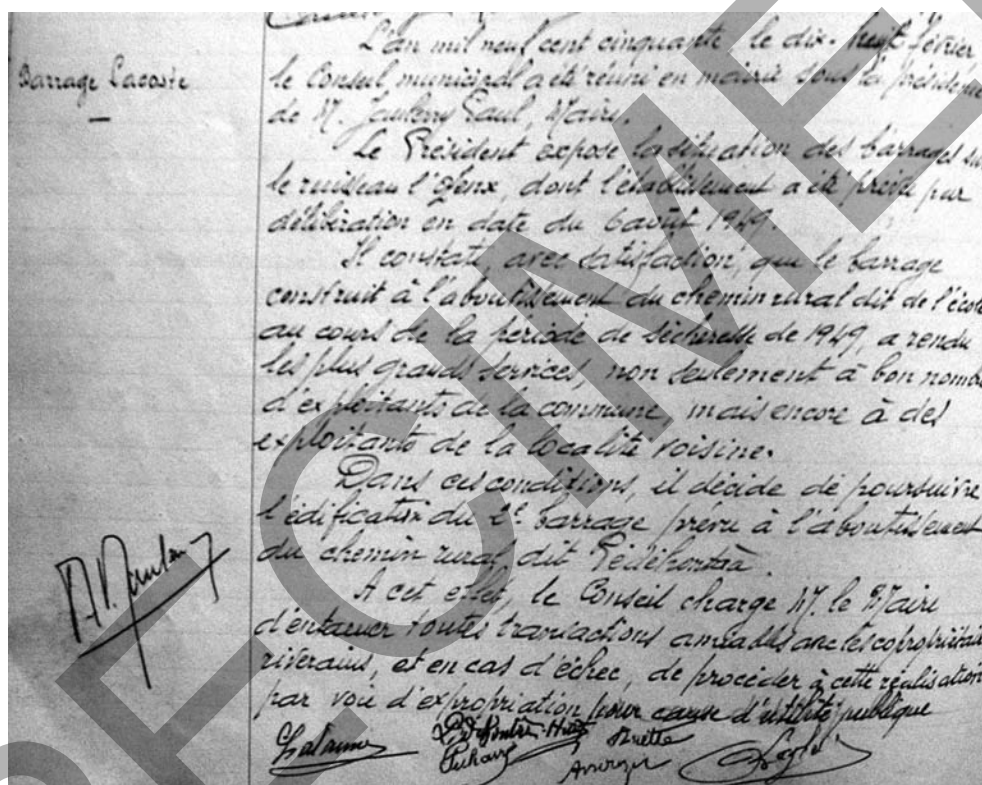 Barrage Lacoste
L'an mil neuf cent cinquante le dix-huit février,
le Conseil municipal a été réuni en mairie sous la présidence
de M. Paul, Maire.
Le Président expose la situation des barrages sur
le ruisseau dont l'établissement a été prévu par
délibération en date du 6 août 1949.
Il constate, avec satisfaction, que le barrage
construit à l'aboutissement du chemin rural dit de l'école
au cours de la période de sécheresse de 1949, a rendu
les plus grands services, non seulement à bon nombre
d'exploitants de la commune, mais encore à des
exploitants de la localité voisine.
Dans ces conditions, il décide de poursuivre
l'édification du 2e barrage prévu à l'aboutissement
du chemin rural, dit
A cet effet, le Conseil charge M. le Maire
d'entamer toutes transactions amiables avec les copropriétaires
riverains, et en cas d'échec, de procéder à cette réalisation
par voie d'expropriation pour cause d'utilité publique
SPECIMEN